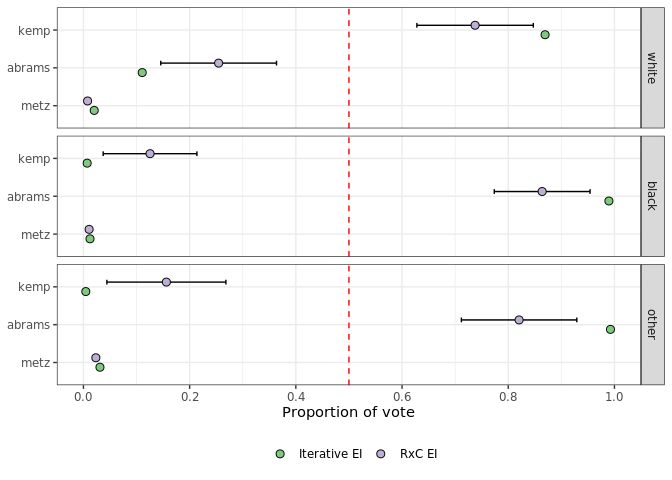 kemp
abrams
metz
white
kemp
abrams
metz
black
kemp
abrams
metz
other
0.0 0.2 0.4 0.6 0.8 1.0
Proportion of vote
Iterative EI RxC EI